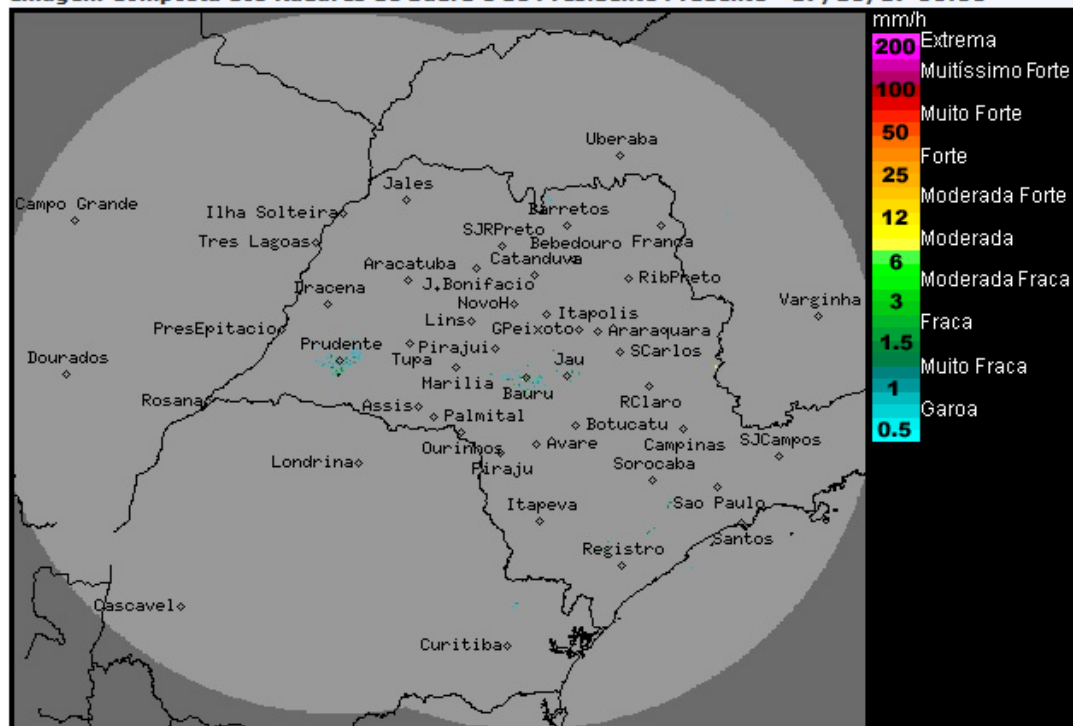 mm/h
200 Extrema
Muitíssimo Forte
100
Muito Forte
50
Forte
25
Moderada Forte
12
Moderada
6
Moderada Fraca
3
Fraca
1.5
Muito Fraca
1
Garoa
0.5
Uberaba
Jales
Campo Grande
Ilha Solteira
Barretos
Tres Lagoas
SJRPreto
Bebedouro
Franca
Aracatuba
Catanduva
Dracena
J.Bonifacio
RibPreto
NovoH
Itapolis
Varginha
PresEpitacio
Lins
GPeixoto
Araraquara
Prudente
Pirajui
SCarlos
Dourados
Tupa
Jau
Marilia
Bauru
Rosana
Assis
RClaro
Palmital
Botucatu
Ourinhos
Avare
Campinas
SJCampos
Londrina
Piraju
Sorocaba
Itapeva
Sao Paulo
Registro
Santos
Cascavel
Curitiba